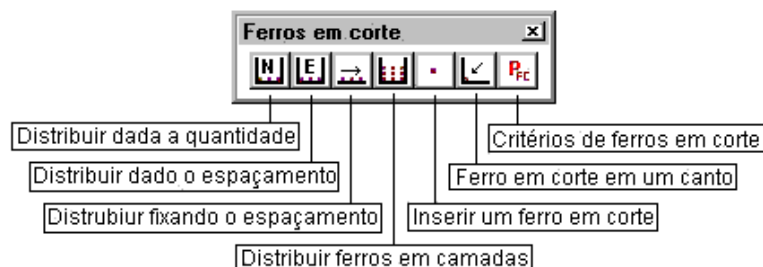 Ferros em corte
N E P FC
Distribuir dada a quantidade
Critérios de ferros em corte
Distribuir dado o espaçamento
Ferro em corte em um canto
Distrubiur fixando o espaçamento
Inserir um ferro em corte
Distribuir ferros em camadas